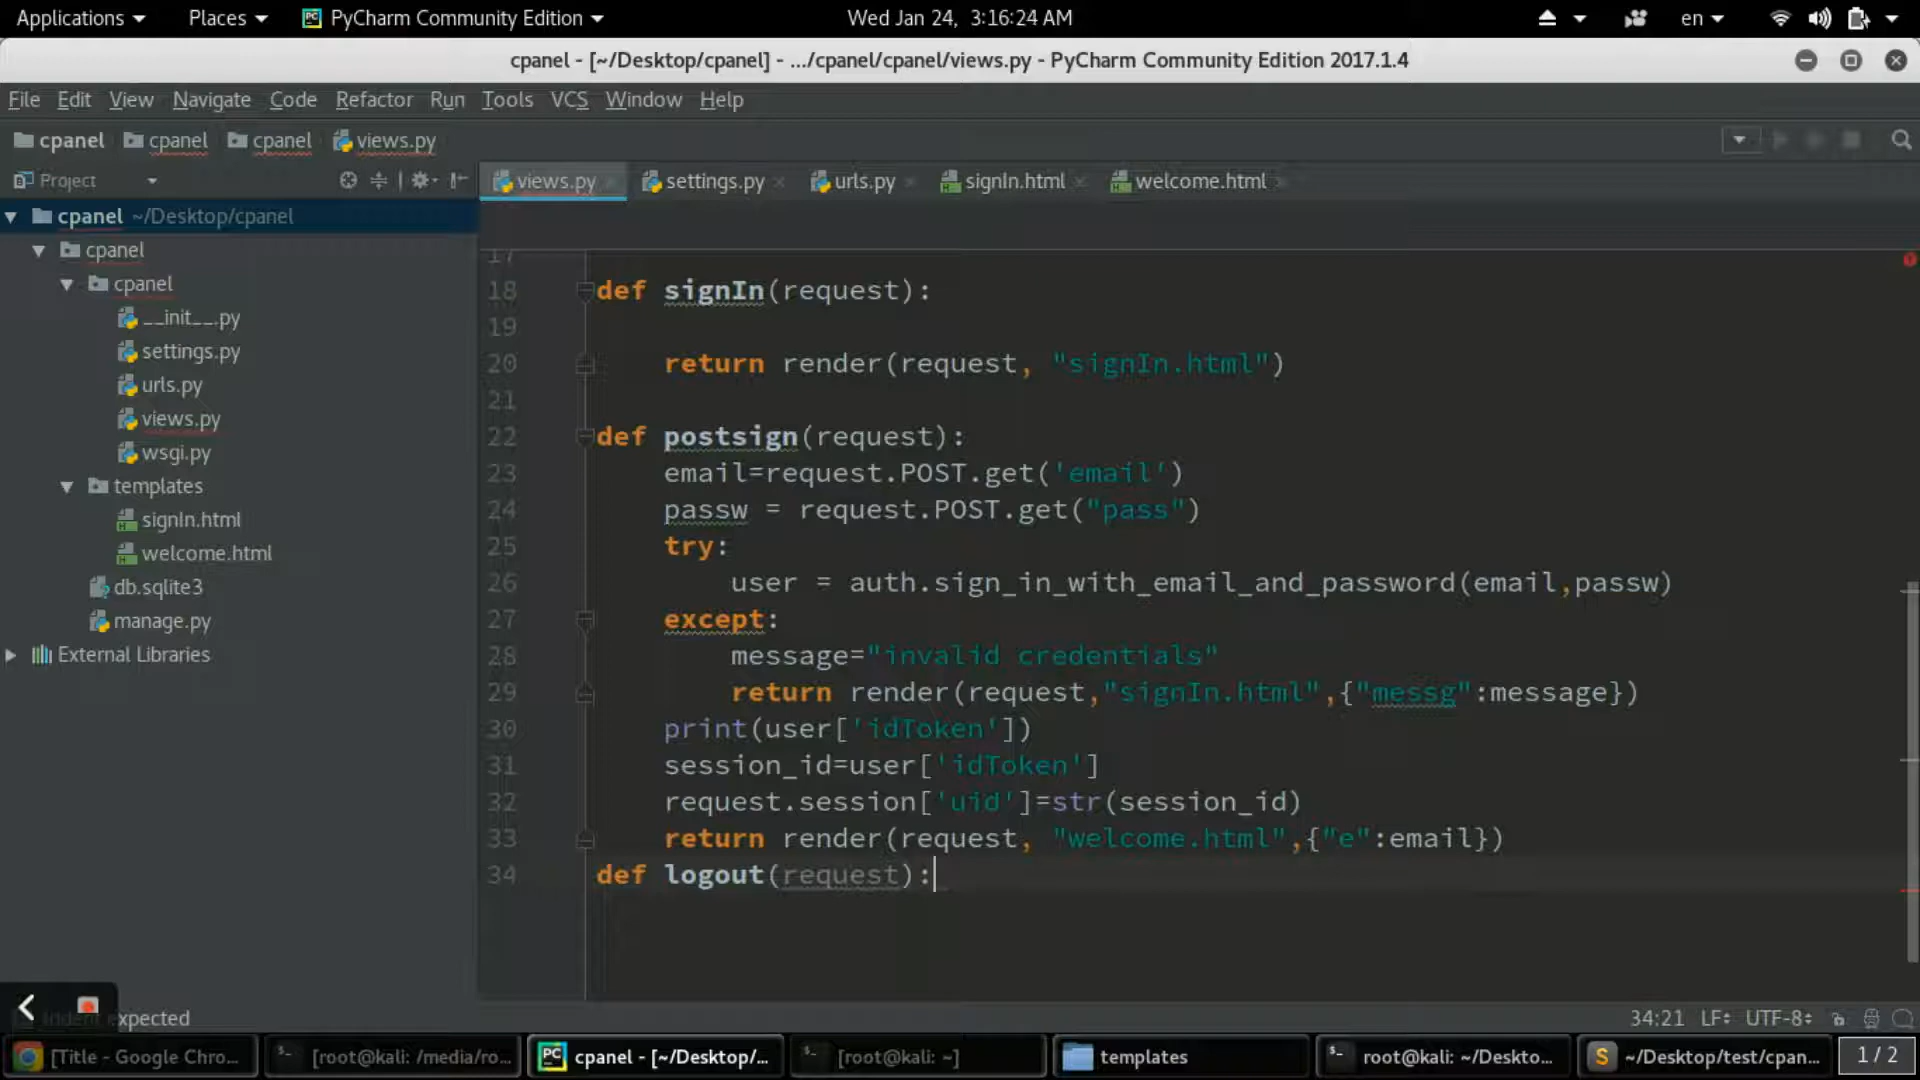 Applications Places PyCharm Community Edition Wed Jan 24, 3:16:24 AM en
cpanel - [~/Desktop/cpanel] - .../cpanel/cpanel/views.py - PyCharm Community Edition 2017.1.4
File Edit View Navigate Code Refactor Run Tools VCS Window Help
cpanel cpanel cpanel views.py
Project
views.py settings.py urls.py signIn.html welcome.html
cpanel ~/Desktop/cpanel
cpanel
cpanel
__init__.py
settings.py
urls.py
views.py
wsgi.py
templates
signIn.html
welcome.html
db.sqlite3
manage.py
External Libraries
17
18 def signIn(request):
19
20 return render(request, "signIn.html")
21
22 def postsign(request):
23 email=request.POST.get('email')
24 passw = request.POST.get("pass")
25 try:
26 user = auth.sign_in_with_email_and_password(email,passw)
27 except:
28 message="invalid credentials"
29 return render(request,"signIn.html",{"messg":message})
30 print(user['idToken'])
31 session_id=user['idToken']
32 request.session['uid']=str(session_id)
33 return render(request, "welcome.html",{"e":email})
34 def logout(request):
Indent expected 34:21 LF UTF-8
[Title - Google Chro... [root@kali: /media/ro... cpanel - [~/Desktop/... [root@kali: ~] templates root@kali: ~/Deskto... ~/Desktop/test/cpan... 1 / 2